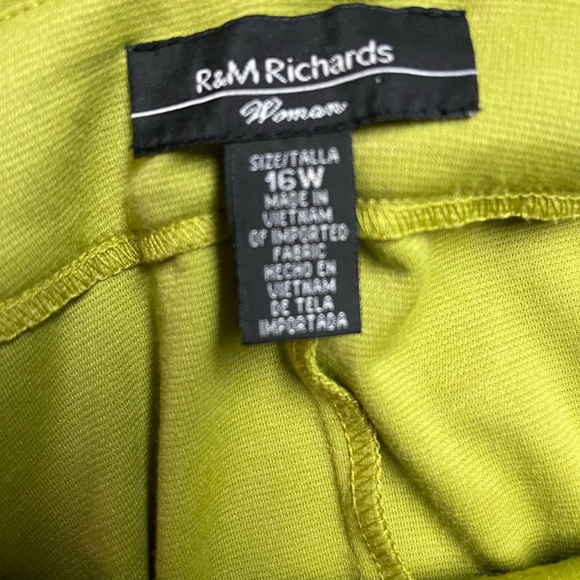 R&M Richards
Woman
SIZE/TALLA
16W
MADE IN
VIETNAM
OF IMPORTED
FABRIC
HECHO EN
VIETNAM
DE TELA
IMPORTADA